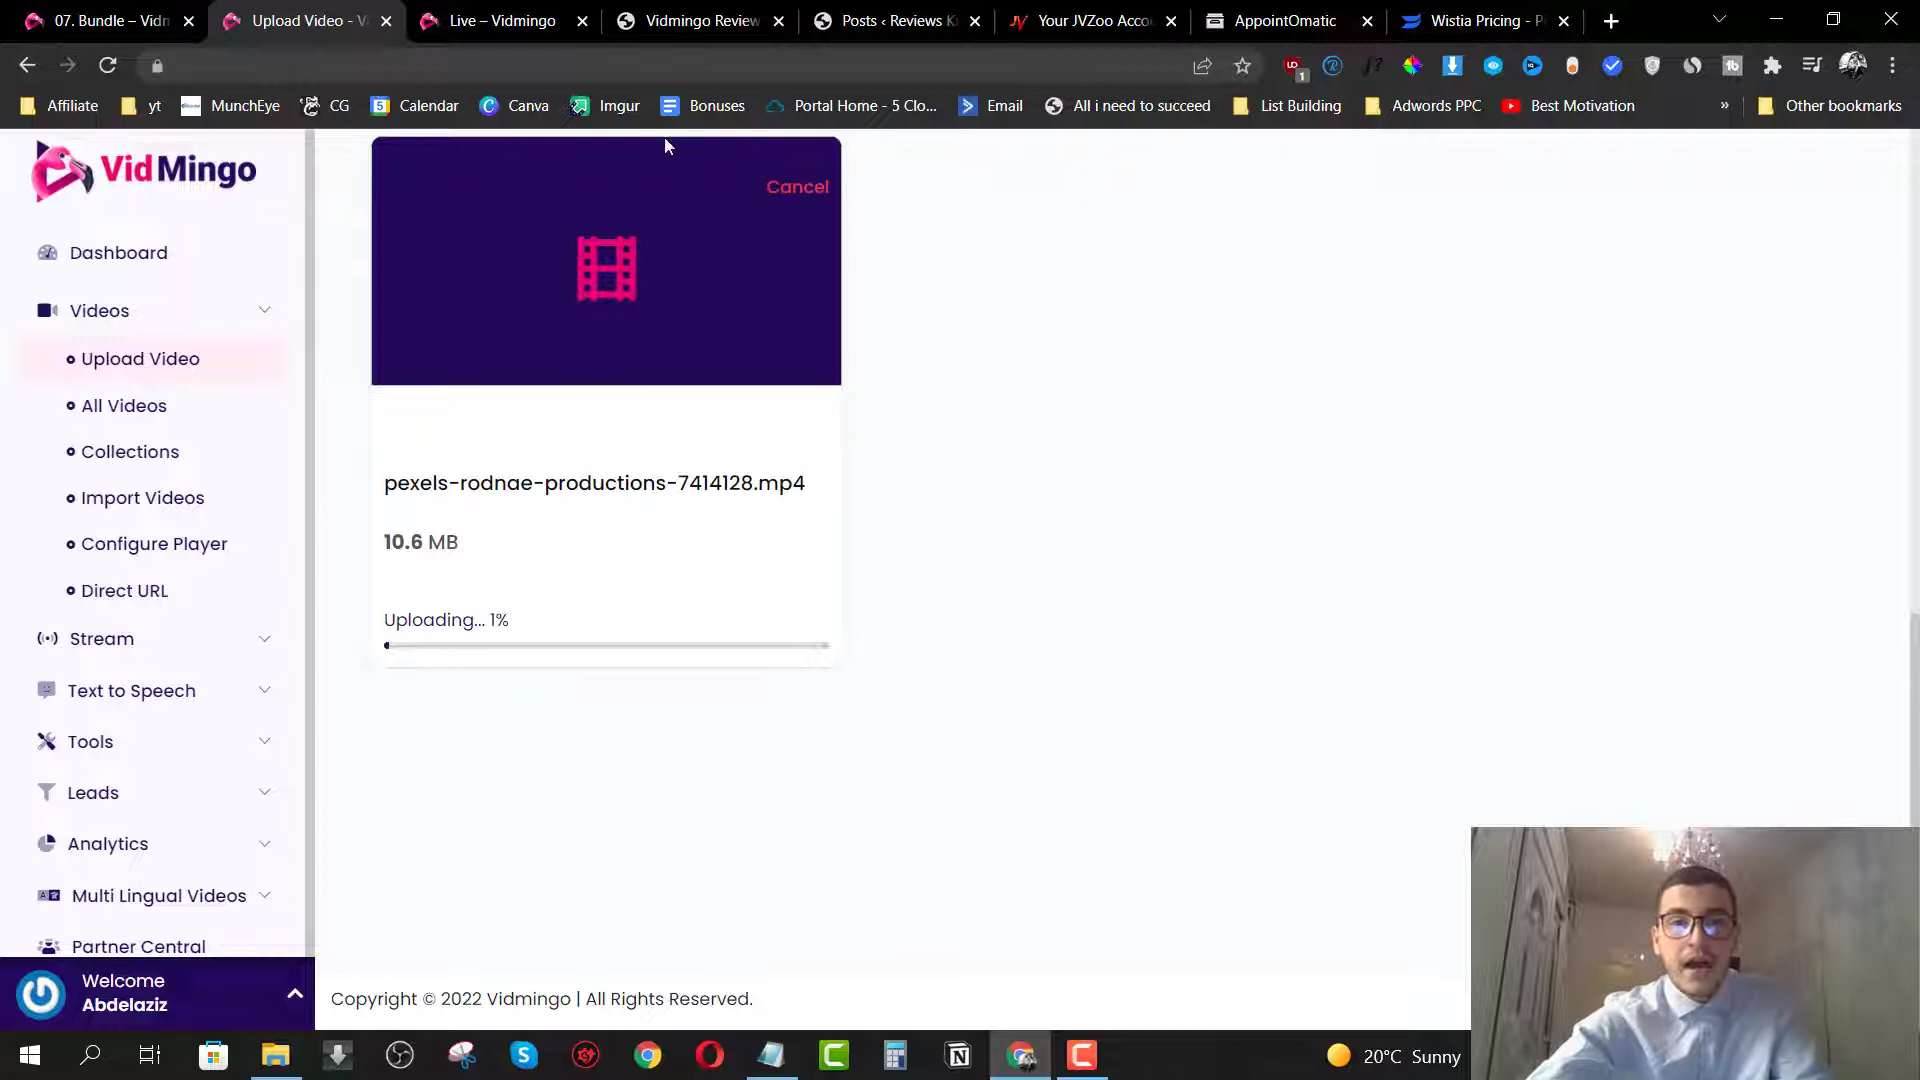 07. Bundle – Vidm
Upload Video - V
Live – Vidmingo
Vidmingo Review
Posts ‹ Reviews K
Your JVZoo Acco
AppointOmatic
Wistia Pricing - P
1
Affiliate
yt
MunchEye
CG
Calendar
Canva
Imgur
Bonuses
Portal Home - 5 Clo...
Email
All i need to succeed
List Building
Adwords PPC
Best Motivation
»
Other bookmarks
VidMingo
Dashboard
Videos
Upload Video
All Videos
Collections
Import Videos
Configure Player
Direct URL
Stream
Text to Speech
Tools
Leads
Analytics
Multi Lingual Videos
Partner Central
Welcome
Abdelaziz
Cancel
pexels-rodnae-productions-7414128.mp4
10.6 MB
Uploading... 1%
Copyright © 2022 Vidmingo | All Rights Reserved.
20°C Sunny